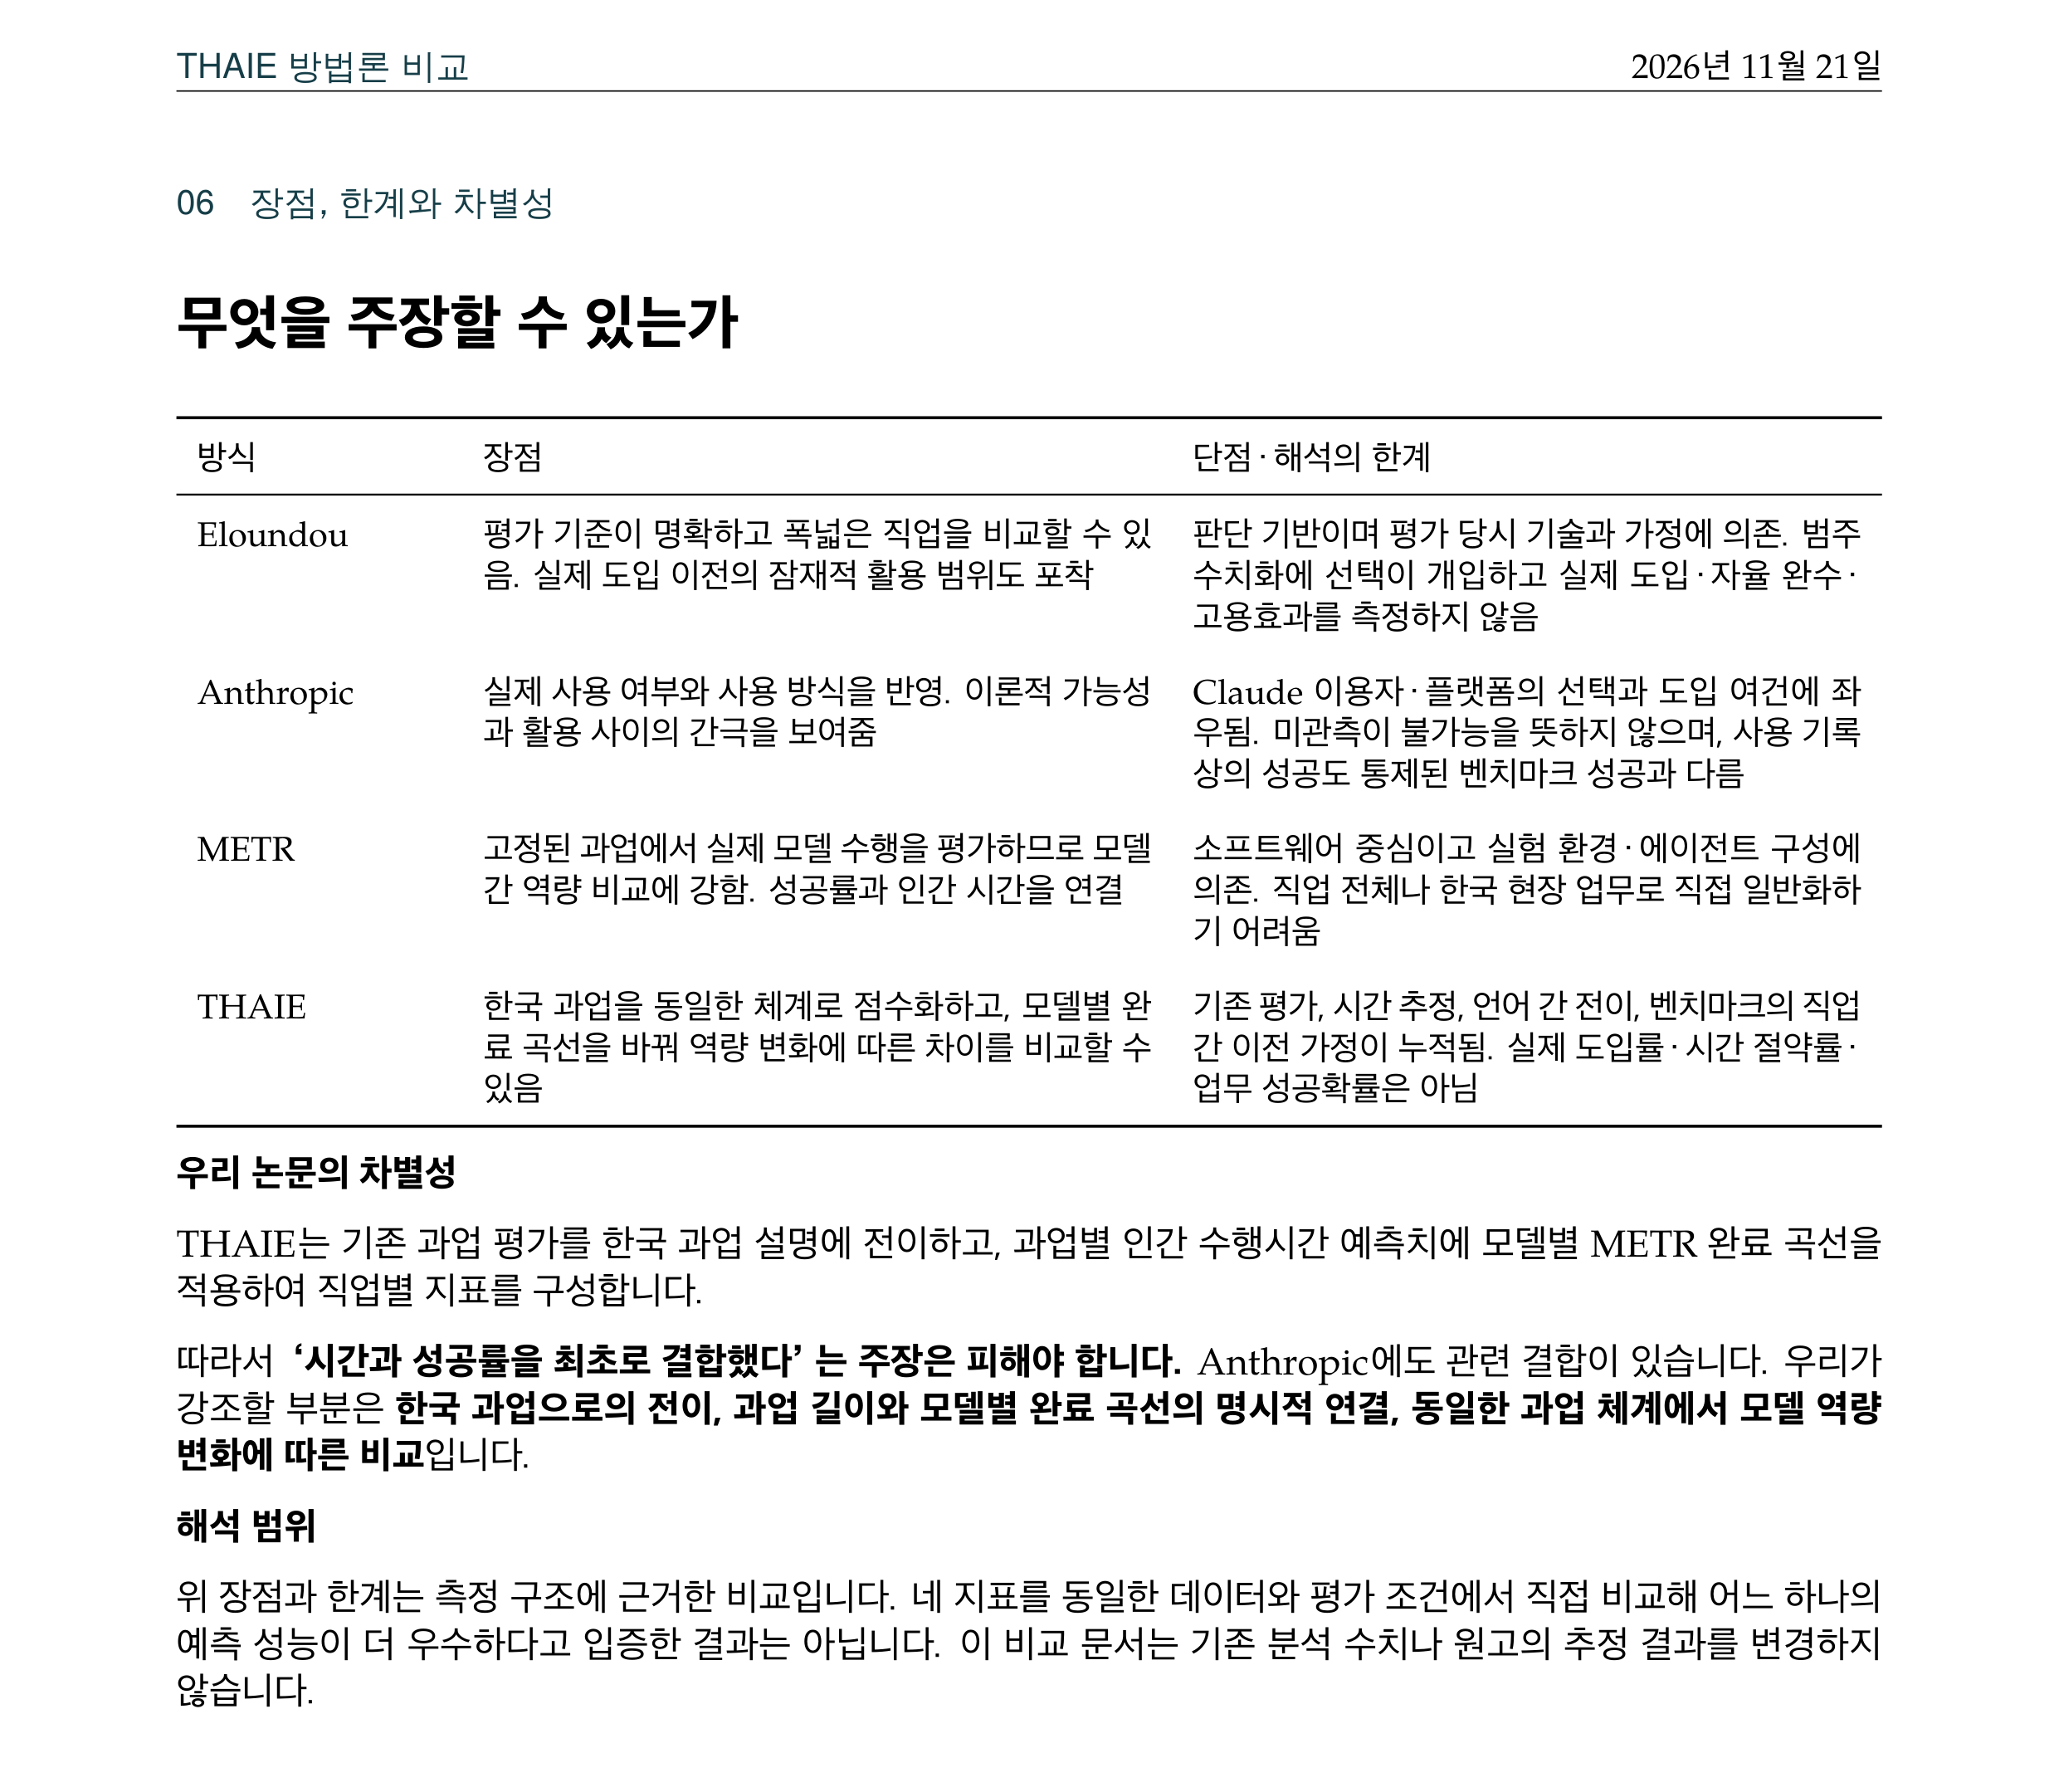 THAIE 방법론 비교
2026년 11월 21일
06 장점, 한계와 차별성
무엇을 주장할 수 있는가
방식 장점 단점·해석의 한계
Eloundou
평가 기준이 명확하고 폭넓은 직업을 비교할 수 있
음. 실제 도입 이전의 잠재적 활용 범위도 포착
판단 기반이며 평가 당시 기술과 가정에 의존. 범주
수치화에 선택이 개입하고 실제 도입·자율 완수·
고용효과를 측정하지 않음
Anthropic
실제 사용 여부와 사용 방식을 반영. 이론적 가능성
과 활용 사이의 간극을 보여줌
Claude 이용자·플랫폼의 선택과 도입 여건에 좌
우됨. 미관측이 불가능을 뜻하지 않으며, 사용 기록
상의 성공도 통제된 벤치마크 성공과 다름
METR
고정된 과업에서 실제 모델 수행을 평가하므로 모델
간 역량 비교에 강함. 성공률과 인간 시간을 연결
소프트웨어 중심이고 실험 환경·에이전트 구성에
의존. 직업 전체나 한국 현장 업무로 직접 일반화하
기 어려움
THAIE
한국 과업을 동일한 체계로 점수화하고, 모델별 완
료 곡선을 바꿔 역량 변화에 따른 차이를 비교할 수
있음
기존 평가, 시간 추정, 언어 간 전이, 벤치마크의 직업
간 이전 가정이 누적됨. 실제 도입률·시간 절약률·
업무 성공확률은 아님
우리 논문의 차별성
THAIE는 기존 과업 평가를 한국 과업 설명에 전이하고, 과업별 인간 수행시간 예측치에 모델별 METR 완료 곡선을
적용하여 직업별 지표를 구성합니다.
따라서 ‘시간과 성공률을 최초로 결합했다’ 는 주장은 피해야 합니다. Anthropic에도 관련 결합이 있습니다. 우리가
강조할 부분은 한국 과업으로의 전이, 과업 길이와 모델별 완료 곡선의 명시적 연결, 동일한 과업 체계에서 모델 역량
변화에 따른 비교입니다.
해석 범위
위 장점과 한계는 측정 구조에 근거한 비교입니다. 네 지표를 동일한 데이터와 평가 조건에서 직접 비교해 어느 하나의
예측 성능이 더 우수하다고 입증한 결과는 아닙니다. 이 비교 문서는 기존 분석 수치나 원고의 추정 결과를 변경하지
않습니다.